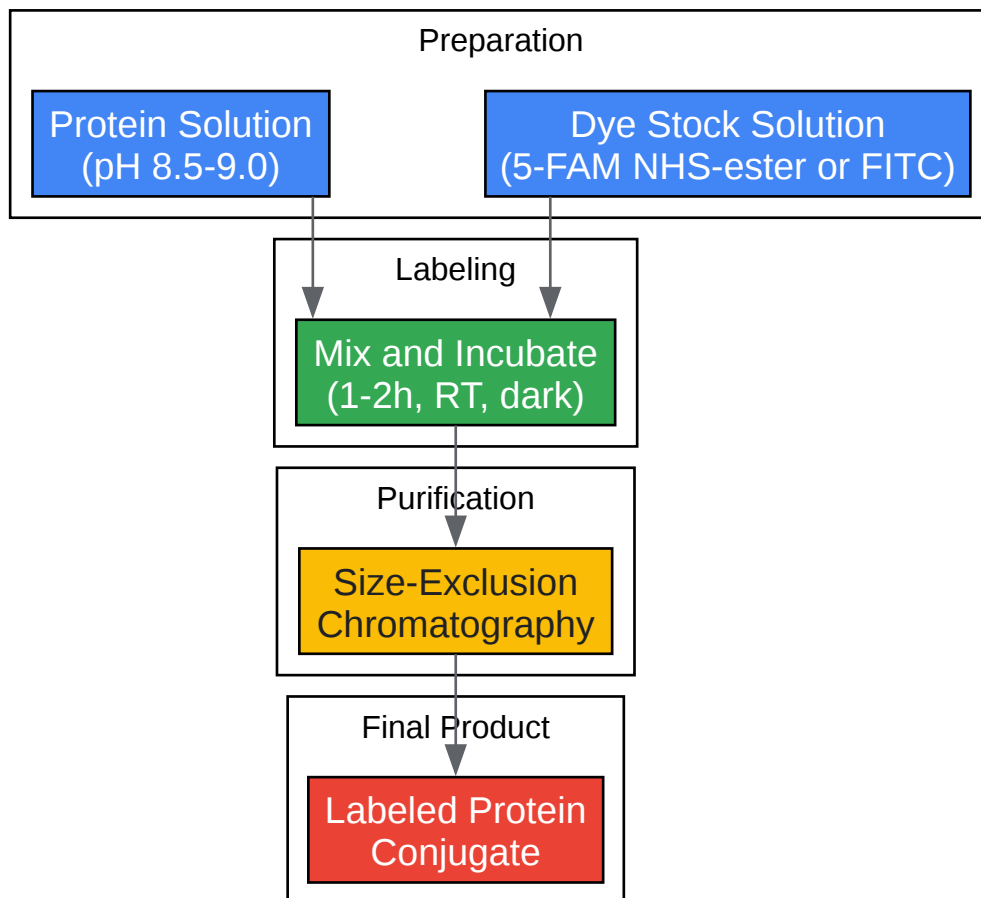 Preparation
Protein Solution
(pH 8.5-9.0)
Dye Stock Solution
(5-FAM NHS-ester or FITC)
Labeling
Mix and Incubate
(1-2h, RT, dark)
Purification
Size-Exclusion
Chromatography
Final Product
Labeled Protein
Conjugate